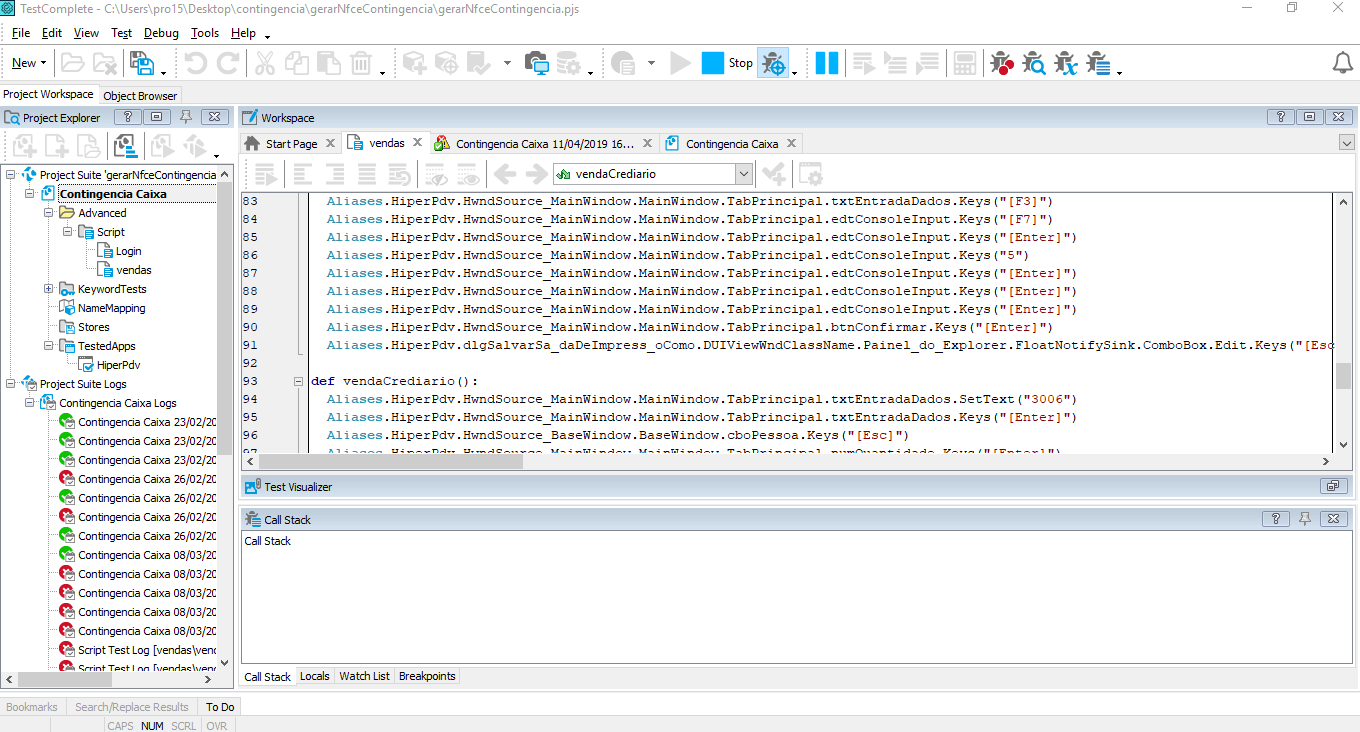 TestComplete - C:\Users\pro15\Desktop\contingencia\gerarNfceContingencia\gerarNfceContingencia.pjs
File Edit View Test Debug Tools Help
New Stop
Project Workspace Object Browser
Project Explorer
Project Suite 'gerarNfceContingencia
Contingencia Caixa
Advanced
Script
Login
vendas
KeywordTests
NameMapping
Stores
TestedApps
HiperPdv
Project Suite Logs
Contingencia Caixa Logs
Contingencia Caixa 23/02/20
Contingencia Caixa 23/02/20
Contingencia Caixa 23/02/20
Contingencia Caixa 26/02/20
Contingencia Caixa 26/02/20
Contingencia Caixa 26/02/20
Contingencia Caixa 26/02/20
Contingencia Caixa 08/03/20
Contingencia Caixa 08/03/20
Contingencia Caixa 08/03/20
Contingencia Caixa 08/03/20
Contingencia Caixa 08/03/20
Script Test Log [vendas\venc
Script Test Log [vendas\venc
Workspace
Start Page vendas Contingencia Caixa 11/04/2019 16... Contingencia Caixa
vendaCrediario
83 Aliases.HiperPdv.HwndSource_MainWindow.MainWindow.TabPrincipal.txtEntradaDados.Keys("[F3]")
84 Aliases.HiperPdv.HwndSource_MainWindow.MainWindow.TabPrincipal.edtConsoleInput.Keys("[F7]")
85 Aliases.HiperPdv.HwndSource_MainWindow.MainWindow.TabPrincipal.edtConsoleInput.Keys("[Enter]")
86 Aliases.HiperPdv.HwndSource_MainWindow.MainWindow.TabPrincipal.edtConsoleInput.Keys("5")
87 Aliases.HiperPdv.HwndSource_MainWindow.MainWindow.TabPrincipal.edtConsoleInput.Keys("[Enter]")
88 Aliases.HiperPdv.HwndSource_MainWindow.MainWindow.TabPrincipal.edtConsoleInput.Keys("[Enter]")
89 Aliases.HiperPdv.HwndSource_MainWindow.MainWindow.TabPrincipal.edtConsoleInput.Keys("[Enter]")
90 Aliases.HiperPdv.HwndSource_MainWindow.MainWindow.TabPrincipal.btnConfirmar.Keys("[Enter]")
91 Aliases.HiperPdv.dlgSalvarSa_daDeImpress_oComo.DUIViewWndClassName.Painel_do_Explorer.FloatNotifySink.ComboBox.Edit.Keys("[Esc
92
93 def vendaCrediario():
94 Aliases.HiperPdv.HwndSource_MainWindow.MainWindow.TabPrincipal.txtEntradaDados.SetText("3006")
95 Aliases.HiperPdv.HwndSource_MainWindow.MainWindow.TabPrincipal.txtEntradaDados.Keys("[Enter]")
96 Aliases.HiperPdv.HwndSource_BaseWindow.BaseWindow.cboPessoa.Keys("[Esc]")
97 Aliases.HiperPdv.HwndSource_MainWindow.MainWindow.TabPrincipal.numQuantidade.Keys("[Enter]")
Test Visualizer
Call Stack
Call Stack
Call Stack Locals Watch List Breakpoints
Bookmarks Search/Replace Results To Do
CAPS NUM SCRL OVR